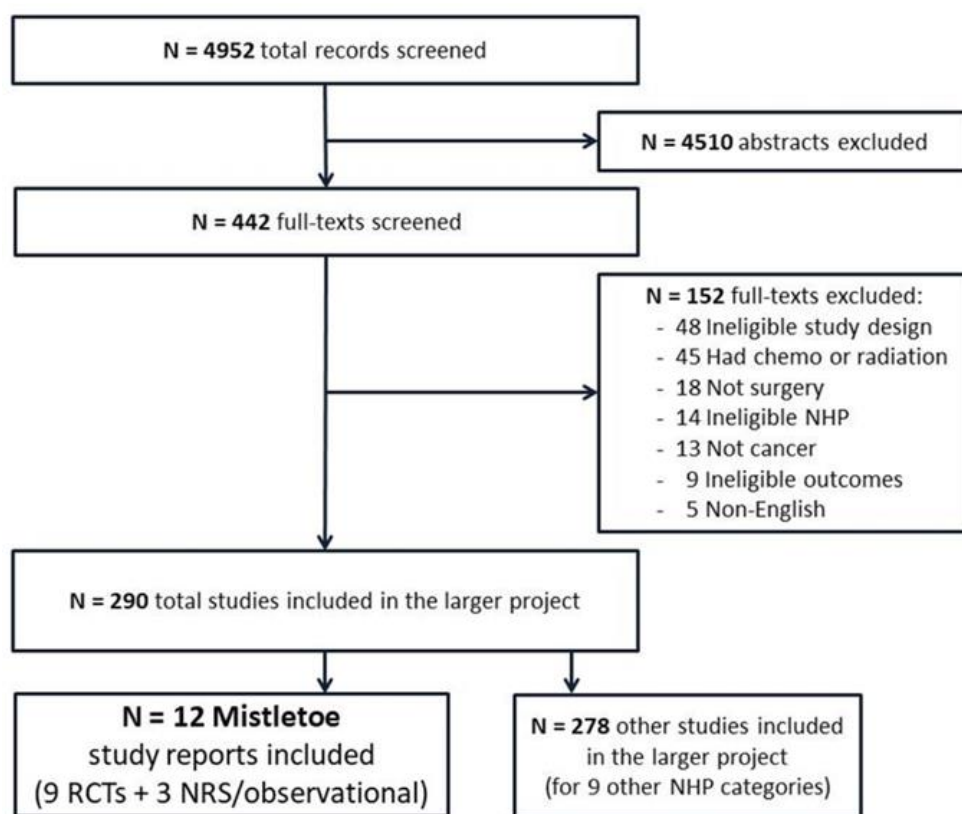 N = 4952 total records screened
N = 4510 abstracts excluded
N = 442 full-texts screened
N = 152 full-texts excluded:
- 48 Ineligible study design
- 45 Had chemo or radiation
- 18 Not surgery
- 14 Ineligible NHP
- 13 Not cancer
- 9 Ineligible outcomes
- 5 Non-English
N = 290 total studies included in the larger project
N = 12 Mistletoe
study reports included
(9 RCTs + 3 NRS/observational)
N = 278 other studies included
in the larger project
(for 9 other NHP categories)